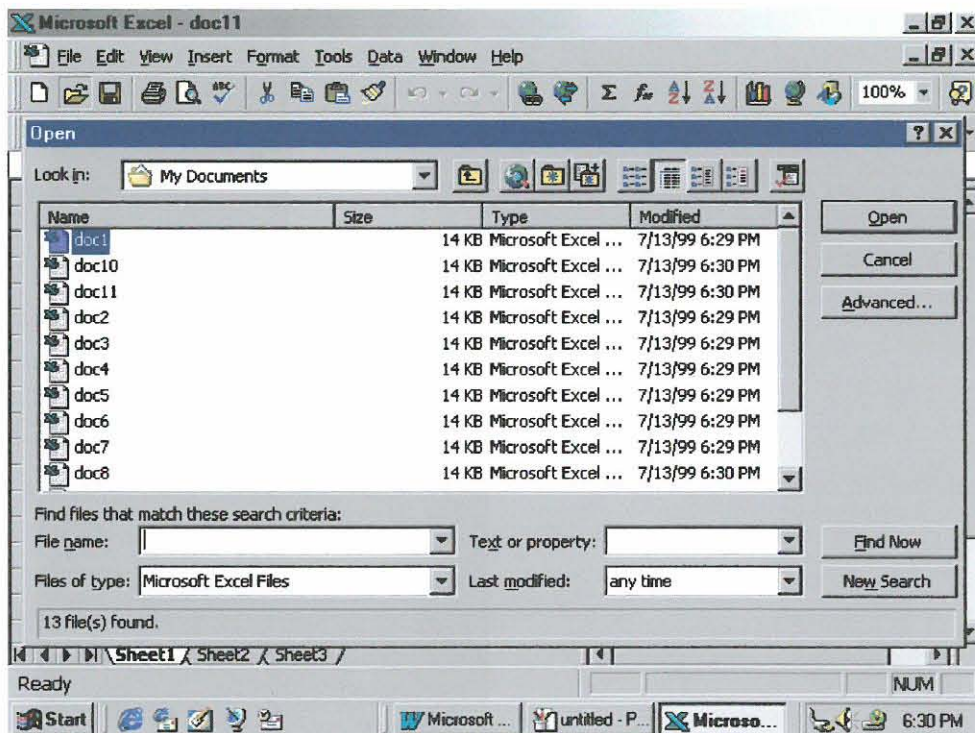 Microsoft Excel - doc11
File Edit View Insert Format Tools Data Window Help
100%
Open
Look in: My Documents
Name Size Type Modified
doc1 14 KB Microsoft Excel ... 7/13/99 6:29 PM
doc10 14 KB Microsoft Excel ... 7/13/99 6:30 PM
doc11 14 KB Microsoft Excel ... 7/13/99 6:30 PM
doc2 14 KB Microsoft Excel ... 7/13/99 6:29 PM
doc3 14 KB Microsoft Excel ... 7/13/99 6:29 PM
doc4 14 KB Microsoft Excel ... 7/13/99 6:29 PM
doc5 14 KB Microsoft Excel ... 7/13/99 6:29 PM
doc6 14 KB Microsoft Excel ... 7/13/99 6:29 PM
doc7 14 KB Microsoft Excel ... 7/13/99 6:29 PM
doc8 14 KB Microsoft Excel ... 7/13/99 6:30 PM
Open
Cancel
Advanced...
Find files that match these search criteria:
File name: Text or property: Find Now
Files of type: Microsoft Excel Files Last modified: any time New Search
13 file(s) found.
Sheet1 Sheet2 Sheet3
Ready NUM
Start Microsoft ... untitled - P... Microso... 6:30 PM